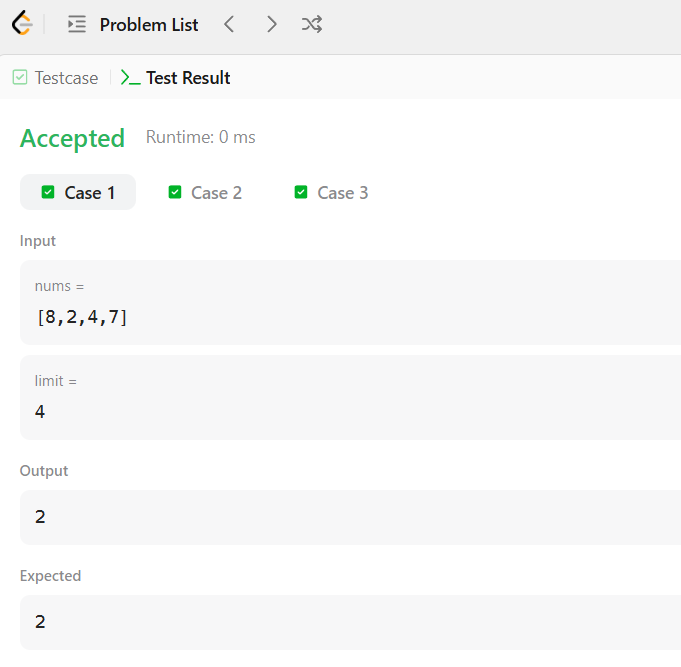 Problem List
Testcase Test Result
Accepted Runtime: 0 ms
Case 1 Case 2 Case 3
Input
nums =
[8,2,4,7]
limit =
4
Output
2
Expected
2